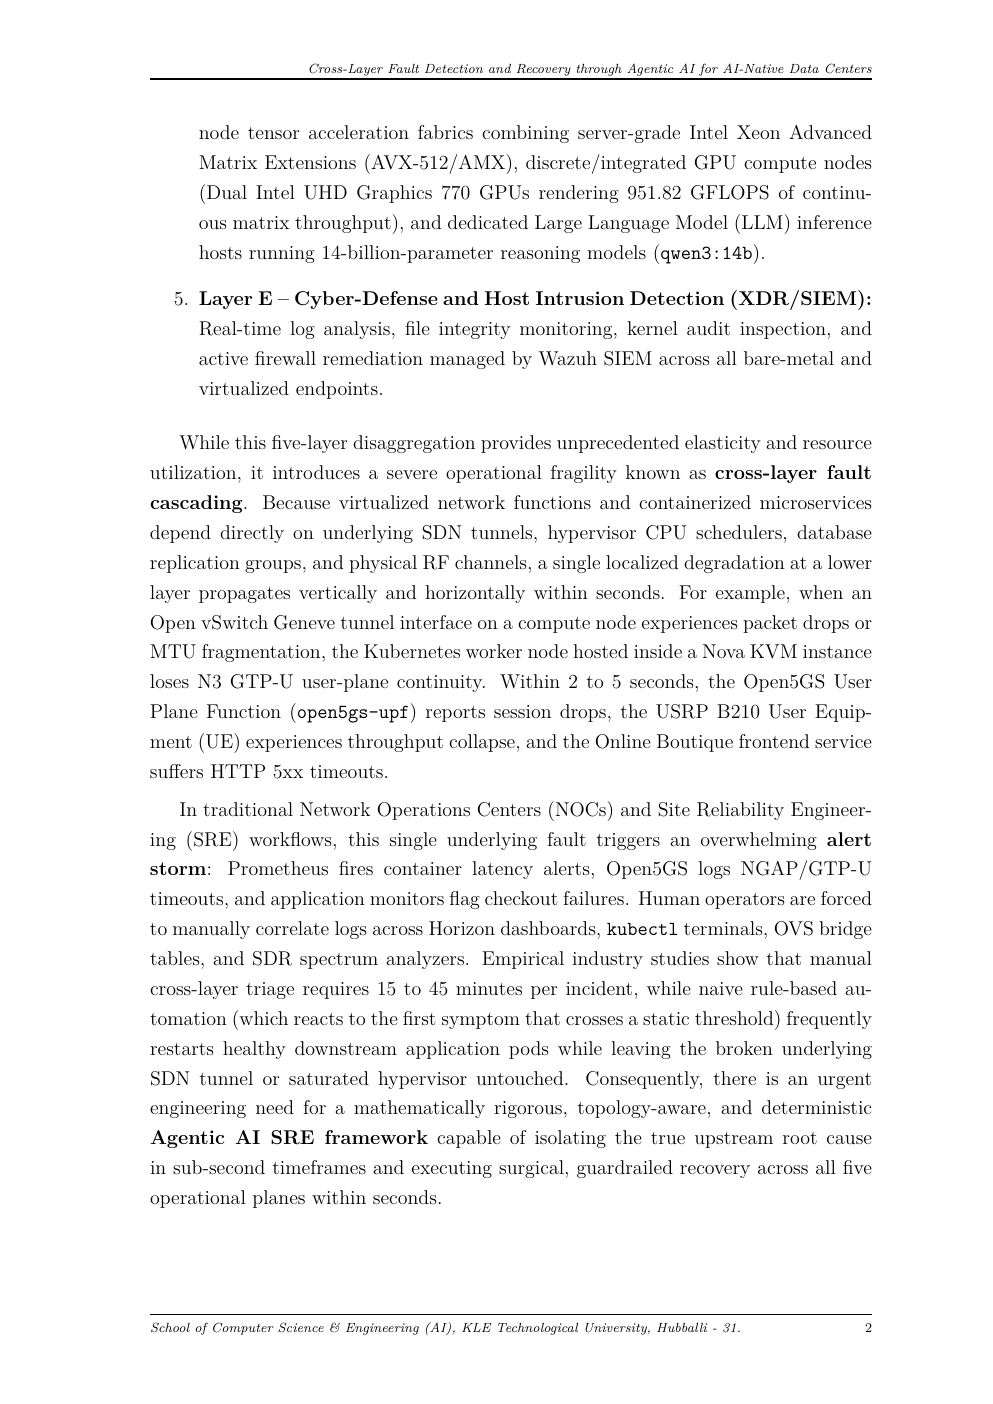 Cross-Layer Fault Detection and Recovery through Agentic AI for AI-Native Data Centers
node tensor acceleration fabrics combining server-grade Intel Xeon Advanced
Matrix Extensions (AVX-512/AMX), discrete/integrated GPU compute nodes
(Dual Intel UHD Graphics 770 GPUs rendering 951.82 GFLOPS of continu-
ous matrix throughput), and dedicated Large Language Model (LLM) inference
hosts running 14-billion-parameter reasoning models (qwen3:14b).
5. Layer E – Cyber-Defense and Host Intrusion Detection (XDR/SIEM):
Real-time log analysis, file integrity monitoring, kernel audit inspection, and
active firewall remediation managed by Wazuh SIEM across all bare-metal and
virtualized endpoints.
While this five-layer disaggregation provides unprecedented elasticity and resource
utilization, it introduces a severe operational fragility known as cross-layer fault
cascading. Because virtualized network functions and containerized microservices
depend directly on underlying SDN tunnels, hypervisor CPU schedulers, database
replication groups, and physical RF channels, a single localized degradation at a lower
layer propagates vertically and horizontally within seconds. For example, when an
Open vSwitch Geneve tunnel interface on a compute node experiences packet drops or
MTU fragmentation, the Kubernetes worker node hosted inside a Nova KVM instance
loses N3 GTP-U user-plane continuity. Within 2 to 5 seconds, the Open5GS User
Plane Function (open5gs-upf) reports session drops, the USRP B210 User Equip-
ment (UE) experiences throughput collapse, and the Online Boutique frontend service
suffers HTTP 5xx timeouts.
In traditional Network Operations Centers (NOCs) and Site Reliability Engineer-
ing (SRE) workflows, this single underlying fault triggers an overwhelming alert
storm: Prometheus fires container latency alerts, Open5GS logs NGAP/GTP-U
timeouts, and application monitors flag checkout failures. Human operators are forced
to manually correlate logs across Horizon dashboards, kubectl terminals, OVS bridge
tables, and SDR spectrum analyzers. Empirical industry studies show that manual
cross-layer triage requires 15 to 45 minutes per incident, while naive rule-based au-
tomation (which reacts to the first symptom that crosses a static threshold) frequently
restarts healthy downstream application pods while leaving the broken underlying
SDN tunnel or saturated hypervisor untouched. Consequently, there is an urgent
engineering need for a mathematically rigorous, topology-aware, and deterministic
Agentic AI SRE framework capable of isolating the true upstream root cause
in sub-second timeframes and executing surgical, guardrailed recovery across all five
operational planes within seconds.
School of Computer Science & Engineering (AI), KLE Technological University, Hubballi - 31. 2